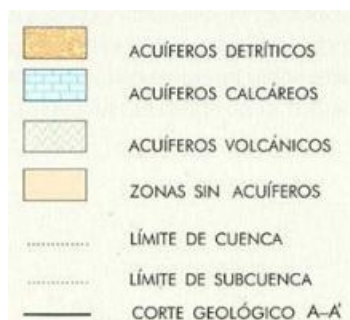 ACUÍFEROS DETRÍTICOS
ACUÍFEROS CALCÁREOS
ACUÍFEROS VOLCÁNICOS
ZONAS SIN ACUÍFEROS
LÍMITE DE CUENCA
LÍMITE DE SUBCUENCA
CORTE GEOLÓGICO A–A'